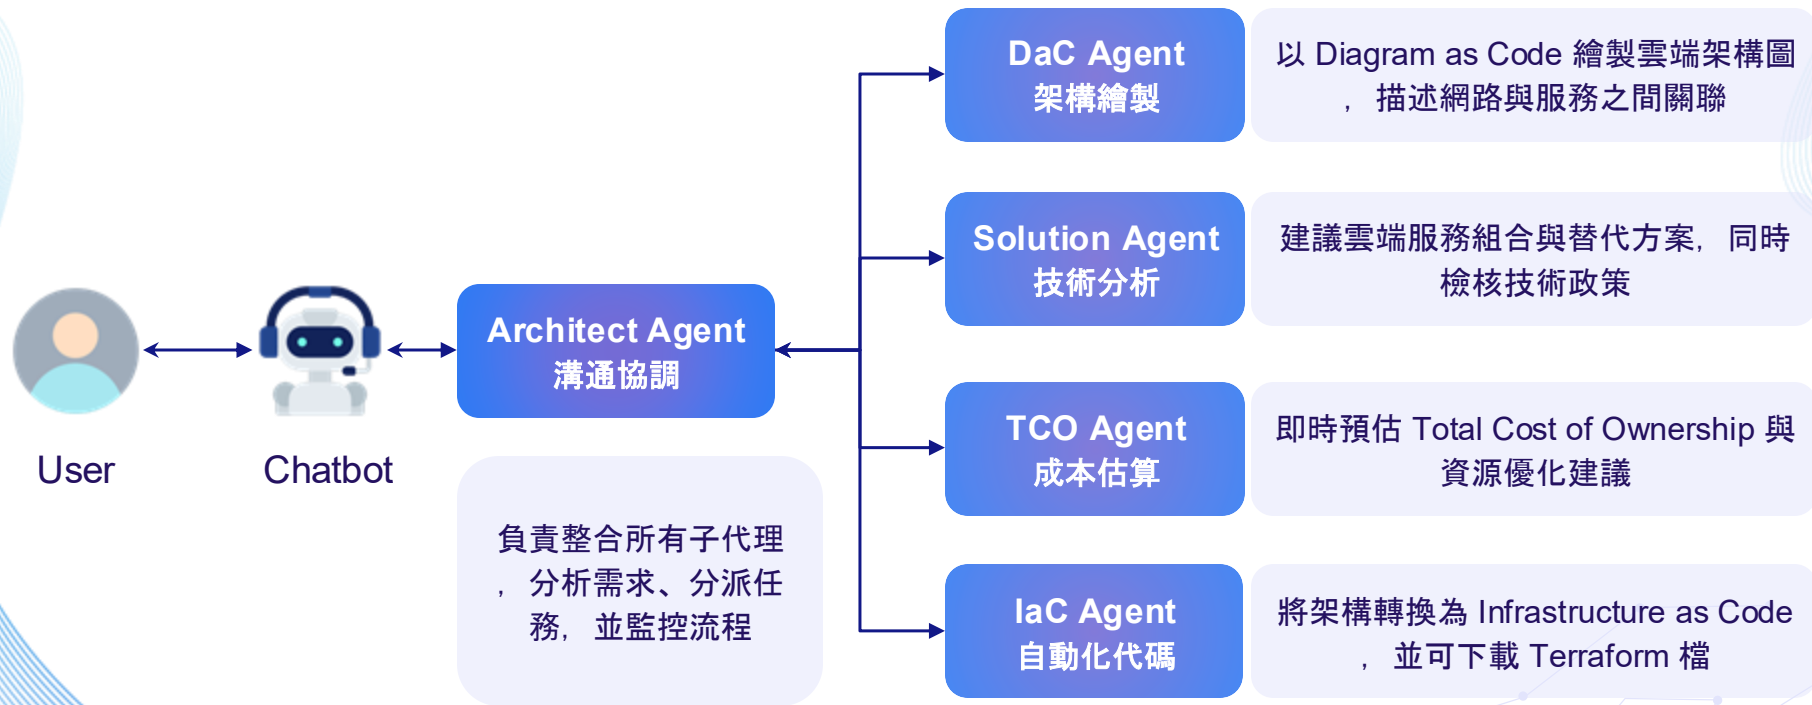 User
Chatbot
Architect Agent
溝通協調
負責整合所有子代理
，分析需求、分派任
務，並監控流程
DaC Agent
架構繪製
以 Diagram as Code 繪製雲端架構圖
，描述網路與服務之間關聯
Solution Agent
技術分析
建議雲端服務組合與替代方案，同時
檢核技術政策
TCO Agent
成本估算
即時預估 Total Cost of Ownership 與
資源優化建議
IaC Agent
自動化代碼
將架構轉換為 Infrastructure as Code
，並可下載 Terraform 檔